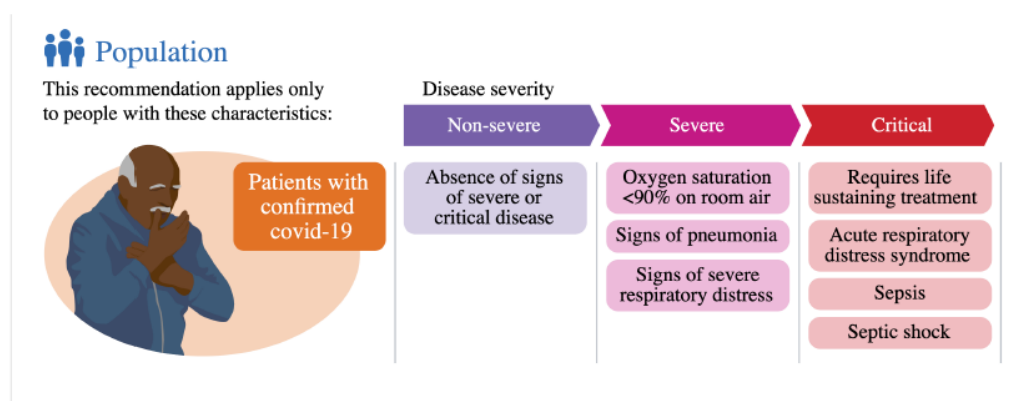 Population
This recommendation applies only
to people with these characteristics:
Disease severity
Non-severe
Severe
Critical
Patients with
confirmed
covid-19
Absence of signs
of severe or
critical disease
Oxygen saturation
<90% on room air
Signs of pneumonia
Signs of severe
respiratory distress
Requires life
sustaining treatment
Acute respiratory
distress syndrome
Sepsis
Septic shock